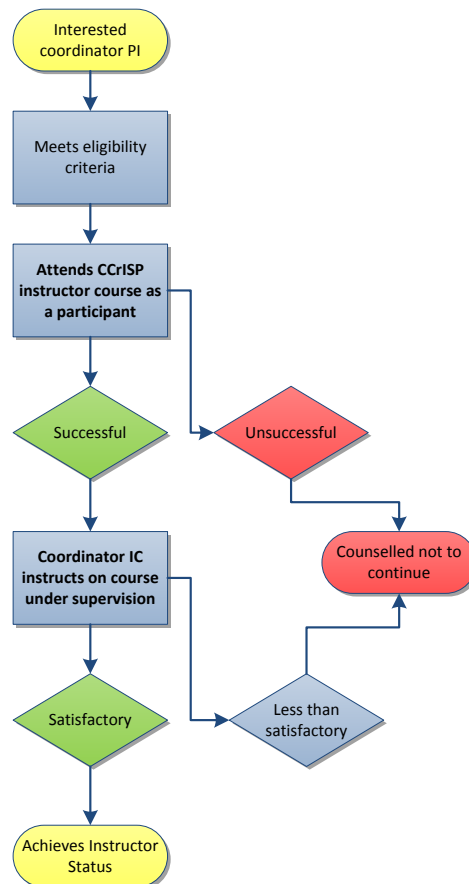 Interested
coordinator PI
Meets eligibility
criteria
Attends CCrISP
instructor course as
a participant
Successful
Unsuccessful
Coordinator IC
instructs on course
under supervision
Counselled not to
continue
Satisfactory
Less than
satisfactory
Achieves Instructor
Status